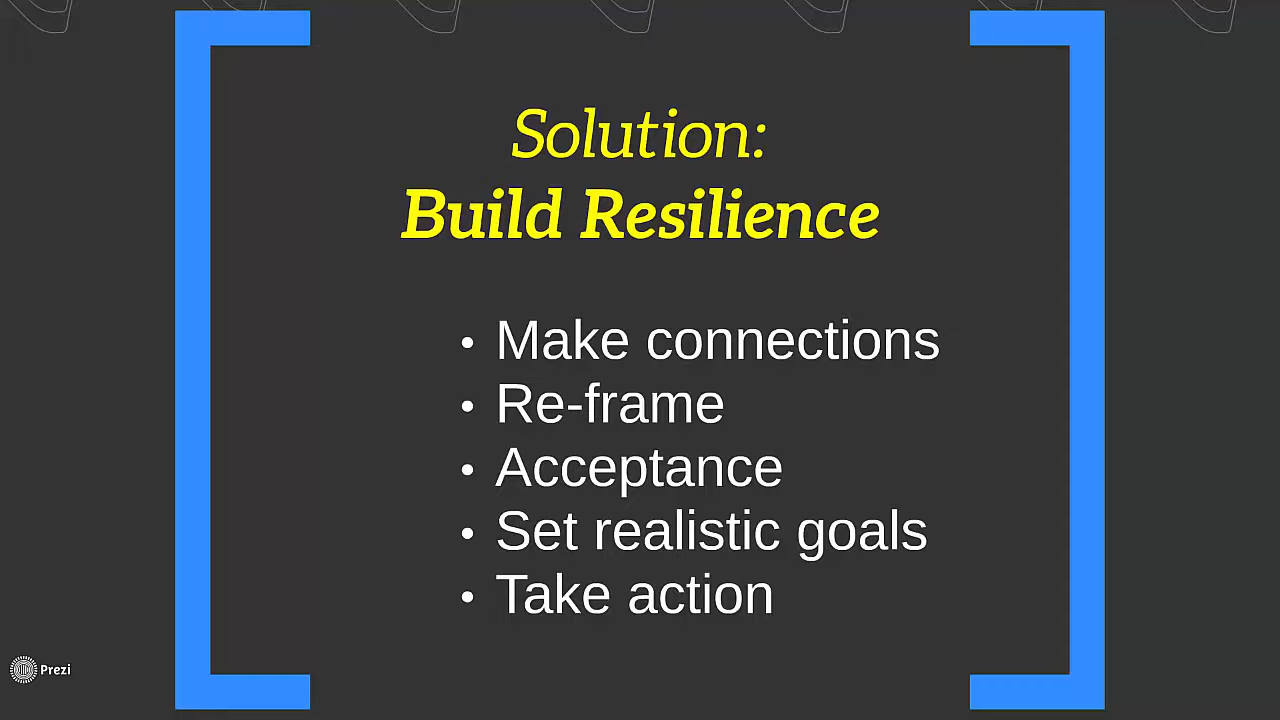 Solution:
Build Resilience
• Make connections
• Re-frame
• Acceptance
• Set realistic goals
• Take action
Prezi